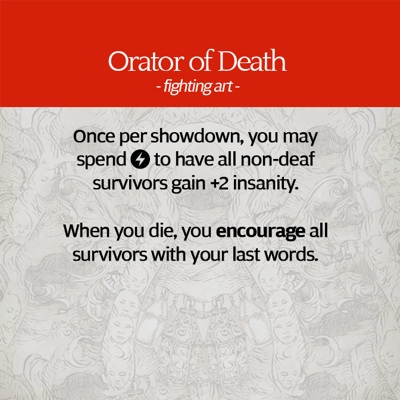 Orator of Death
- fighting art -
Once per showdown, you may
spend to have all non-deaf
survivors gain +2 insanity.
When you die, you encourage all
survivors with your last words.